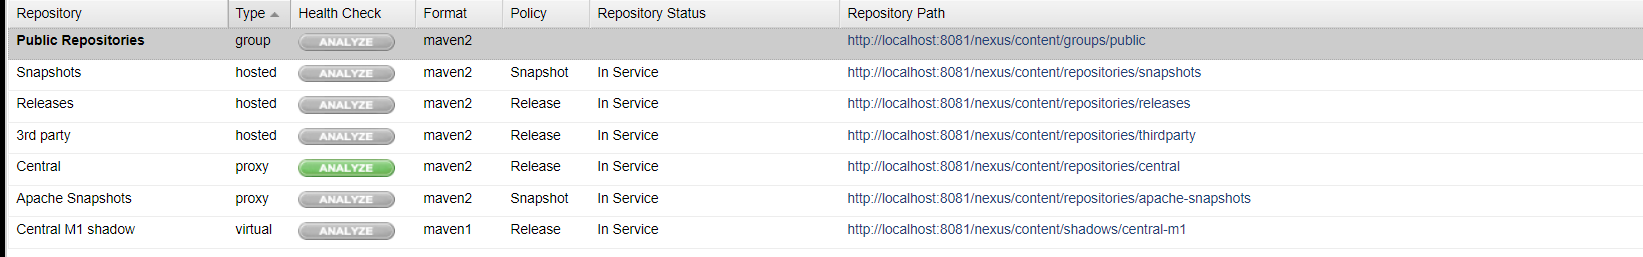 Repository Type Health Check Format Policy Repository Status Repository Path
Public Repositories group ANALYZE maven2 http://localhost:8081/nexus/content/groups/public
Snapshots hosted ANALYZE maven2 Snapshot In Service http://localhost:8081/nexus/content/repositories/snapshots
Releases hosted ANALYZE maven2 Release In Service http://localhost:8081/nexus/content/repositories/releases
3rd party hosted ANALYZE maven2 Release In Service http://localhost:8081/nexus/content/repositories/thirdparty
Central proxy ANALYZE maven2 Release In Service http://localhost:8081/nexus/content/repositories/central
Apache Snapshots proxy ANALYZE maven2 Snapshot In Service http://localhost:8081/nexus/content/repositories/apache-snapshots
Central M1 shadow virtual ANALYZE maven1 Release In Service http://localhost:8081/nexus/content/shadows/central-m1